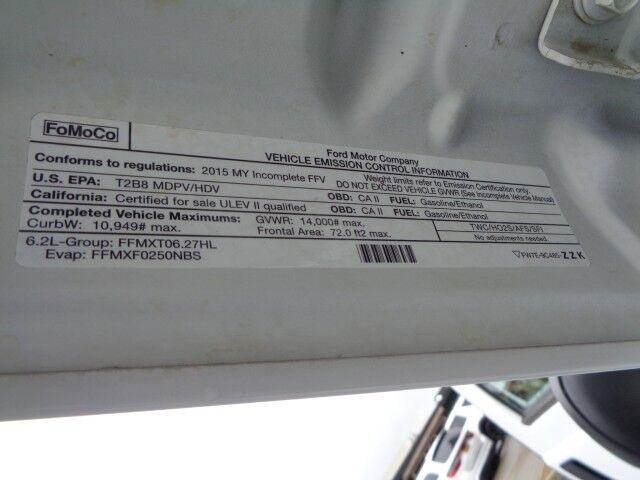 FoMoCo
Ford Motor Company
VEHICLE EMISSION CONTROL INFORMATION
Conforms to regulations: 2015 MY Incomplete FFV
Weight limits refer to Emission Certification only.
DO NOT EXCEED VEHICLE GVWR (See Incomplete Vehicle Manual)
U.S. EPA: T2B8 MDPV/HDV OBD: CA II FUEL: Gasoline/Ethanol
California: Certified for sale ULEV II qualified OBD: CA II FUEL: Gasoline/Ethanol
Completed Vehicle Maximums: GVWR: 14,000# max.
CurbW: 10,949# max. Frontal Area: 72.0 ft2 max.
TWC/HO2S/AFS/SFI
No Adjustments Needed.
6.2L-Group: FFMXT06.27HL
Evap: FFMXF0250NBS
FW7E-9C485-ZZK